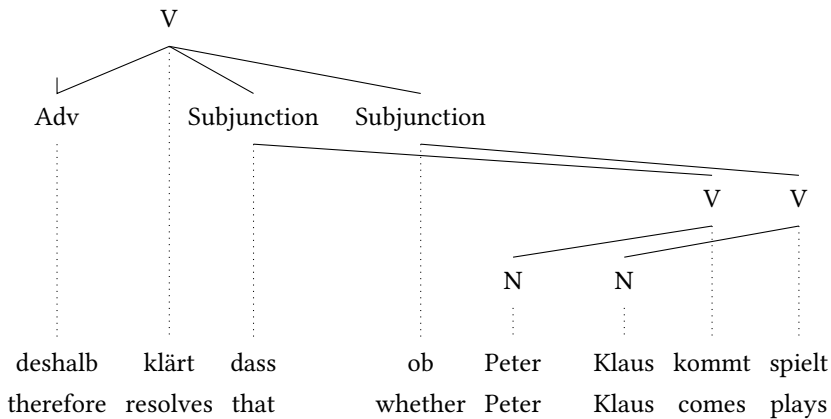 V
Adv Subjunction Subjunction
V V
N N
deshalb klärt dass ob Peter Klaus kommt spielt
therefore resolves that whether Peter Klaus comes plays